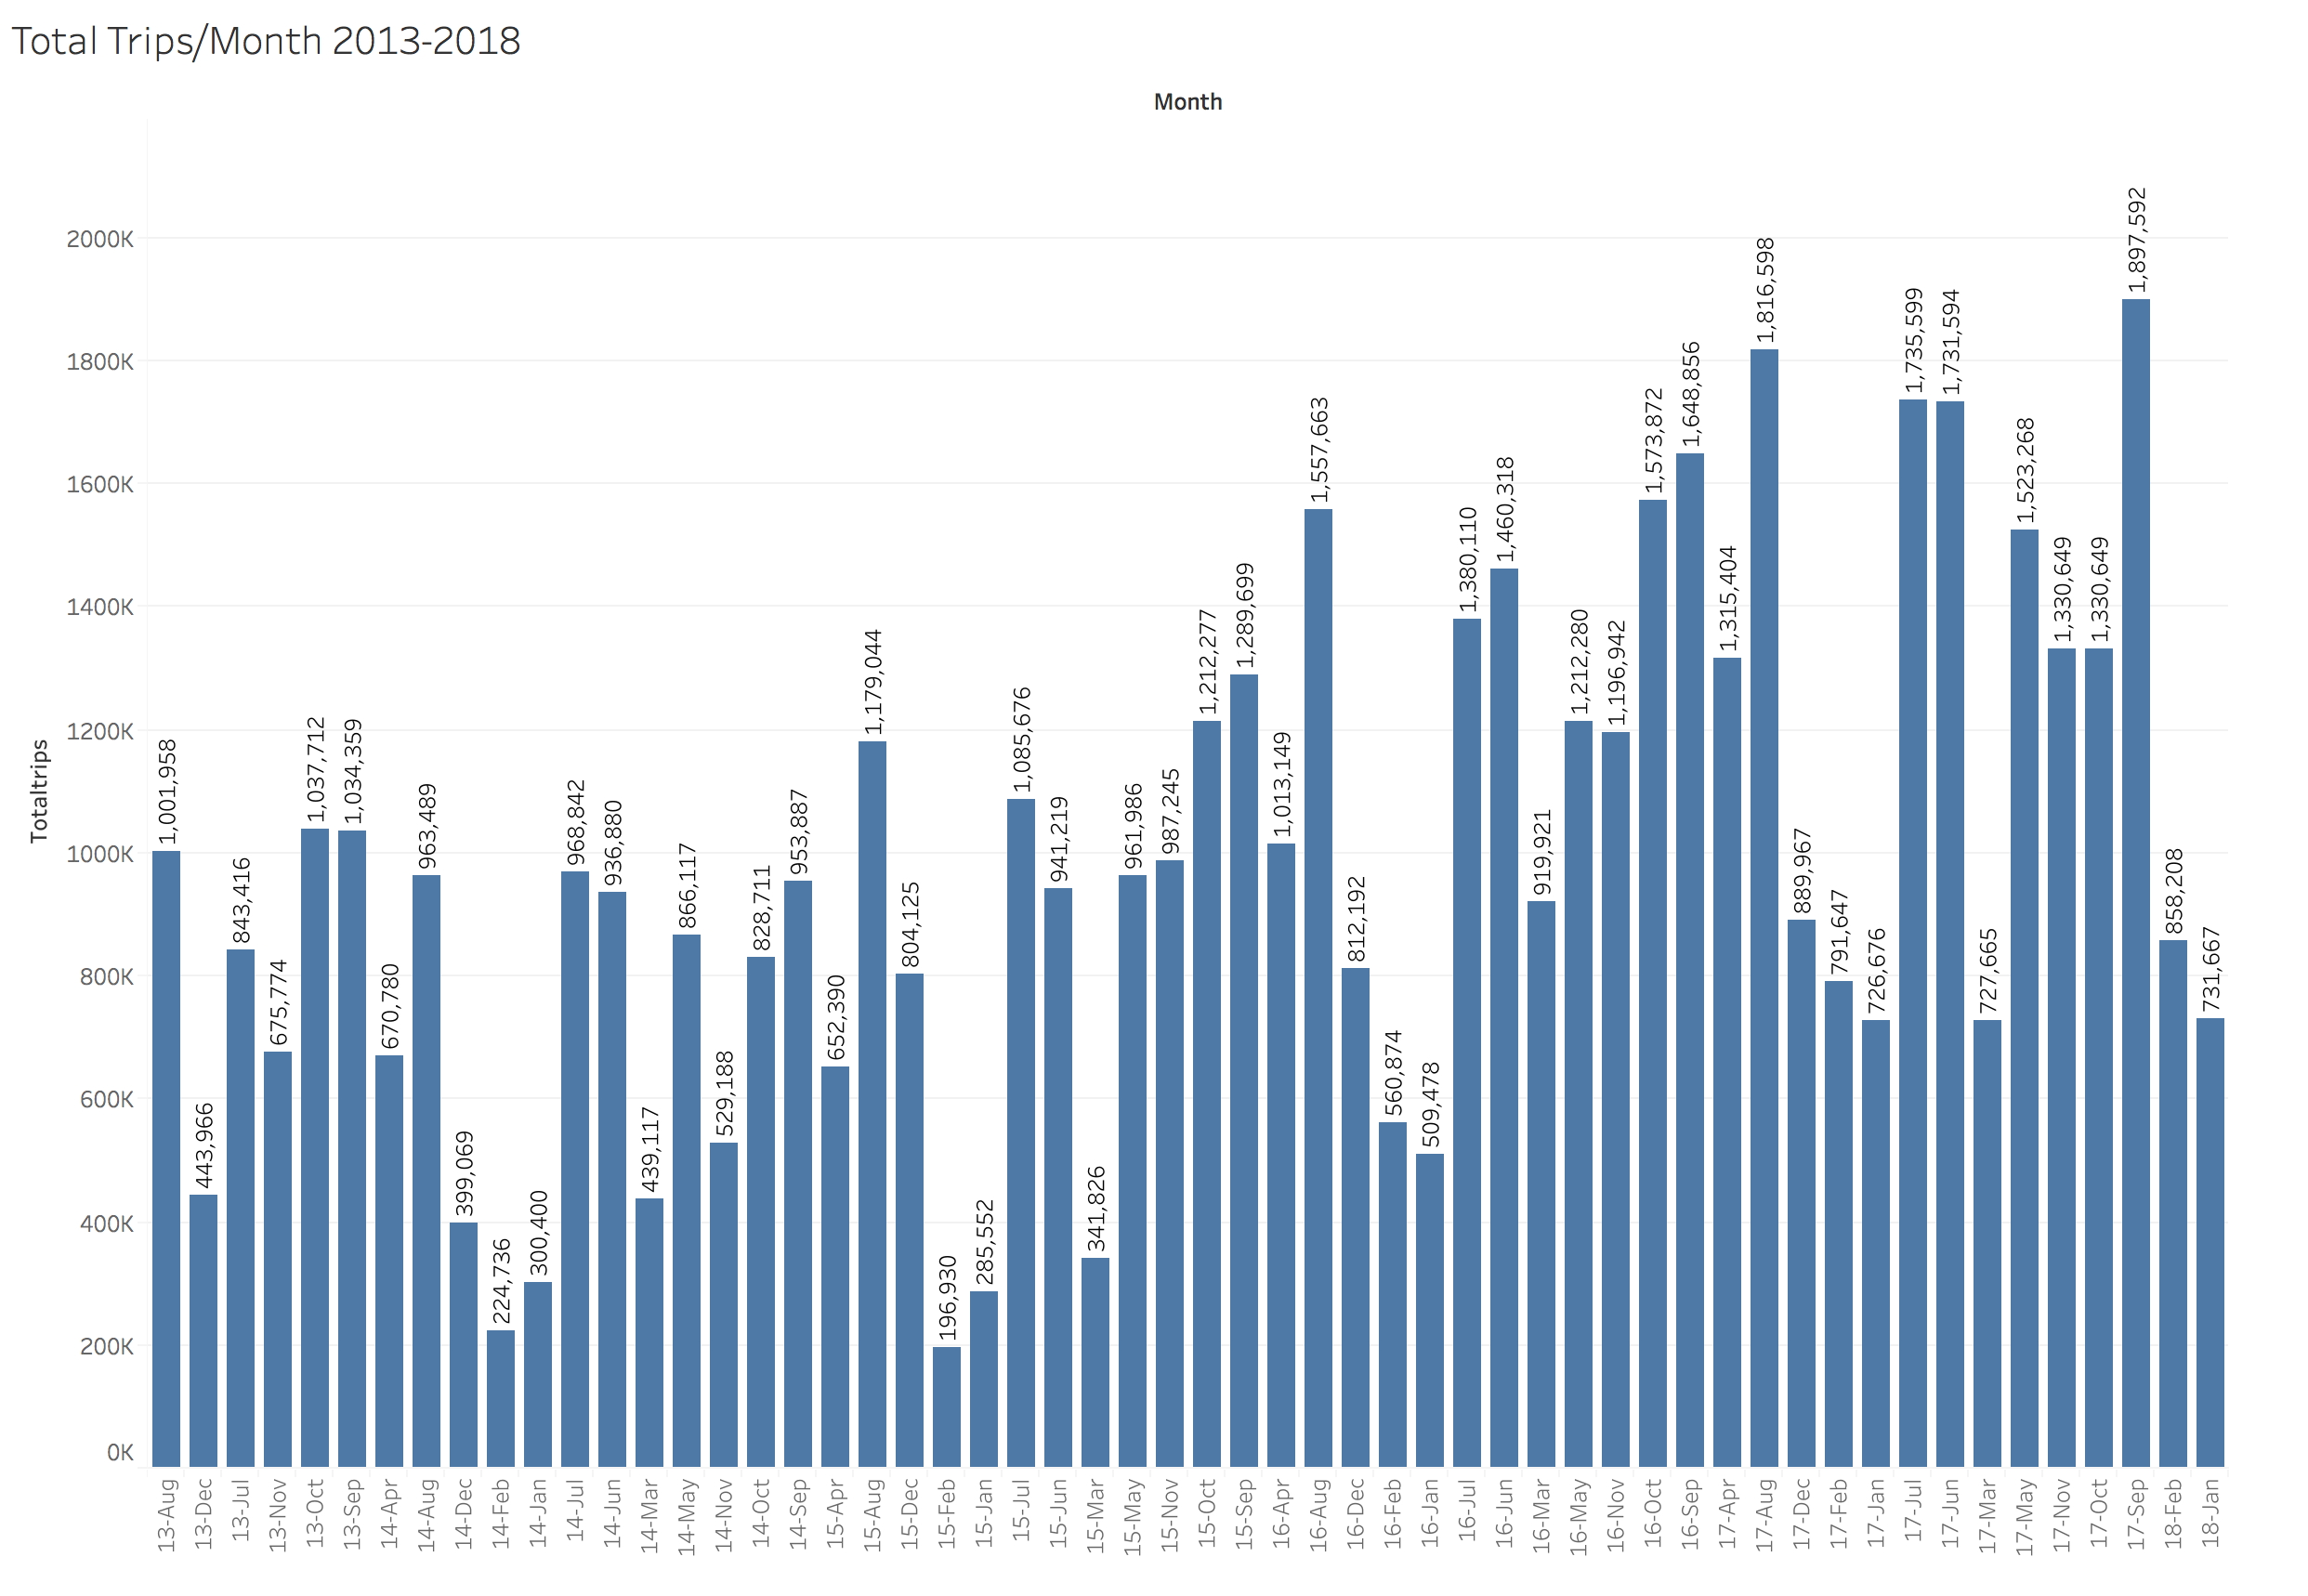 Total Trips/Month 2013-2018
Month
Totaltrips
2000K
1800K
1600K
1400K
1200K
1000K
800K
600K
400K
200K
0K
1,001,958
443,966
843,416
675,774
1,037,712
1,034,359
670,780
963,489
399,069
224,736
300,400
968,842
936,880
439,117
866,117
529,188
828,711
953,887
652,390
1,179,044
804,125
196,930
285,552
1,085,676
941,219
341,826
961,986
987,245
1,212,277
1,289,699
1,013,149
1,557,663
812,192
560,874
509,478
1,380,110
1,460,318
919,921
1,212,280
1,196,942
1,573,872
1,648,856
1,315,404
1,816,598
889,967
791,647
726,676
1,735,599
1,731,594
727,665
1,523,268
1,330,649
1,330,649
1,897,592
858,208
731,667
13-Aug
13-Dec
13-Jul
13-Nov
13-Oct
13-Sep
14-Apr
14-Aug
14-Dec
14-Feb
14-Jan
14-Jul
14-Jun
14-Mar
14-May
14-Nov
14-Oct
14-Sep
15-Apr
15-Aug
15-Dec
15-Feb
15-Jan
15-Jul
15-Jun
15-Mar
15-May
15-Nov
15-Oct
15-Sep
16-Apr
16-Aug
16-Dec
16-Feb
16-Jan
16-Jul
16-Jun
16-Mar
16-May
16-Nov
16-Oct
16-Sep
17-Apr
17-Aug
17-Dec
17-Feb
17-Jan
17-Jul
17-Jun
17-Mar
17-May
17-Nov
17-Oct
17-Sep
18-Feb
18-Jan